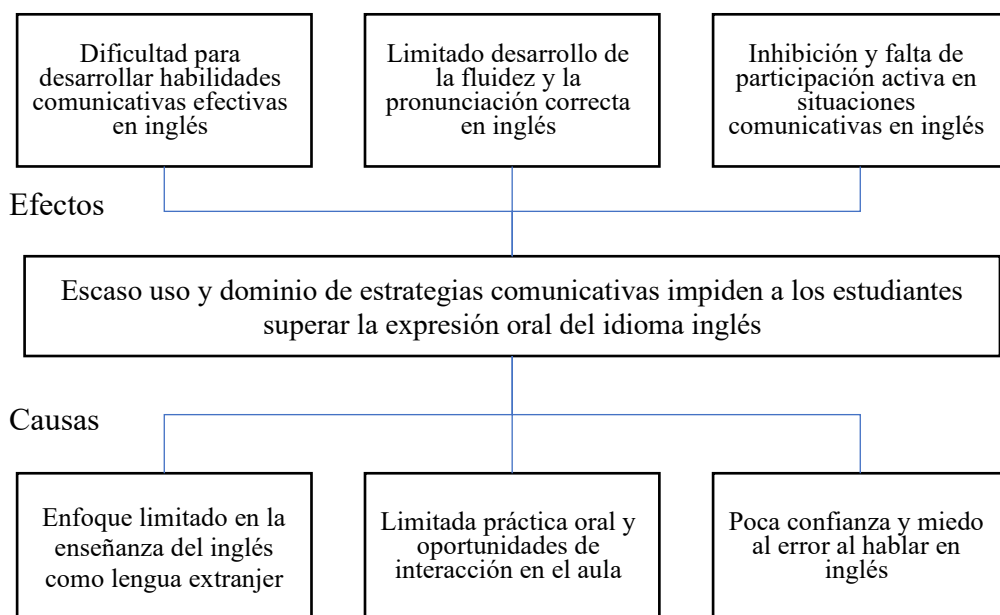 Dificultad para
desarrollar habilidades
comunicativas efectivas
en inglés
Limitado desarrollo de
la fluidez y la
pronunciación correcta
en inglés
Inhibición y falta de
participación activa en
situaciones
comunicativas en inglés
Efectos
Escaso uso y dominio de estrategias comunicativas impiden a los estudiantes
superar la expresión oral del idioma inglés
Causas
Enfoque limitado en la
enseñanza del inglés
como lengua extranjer
Limitada práctica oral y
oportunidades de
interacción en el aula
Poca confianza y miedo
al error al hablar en
inglés